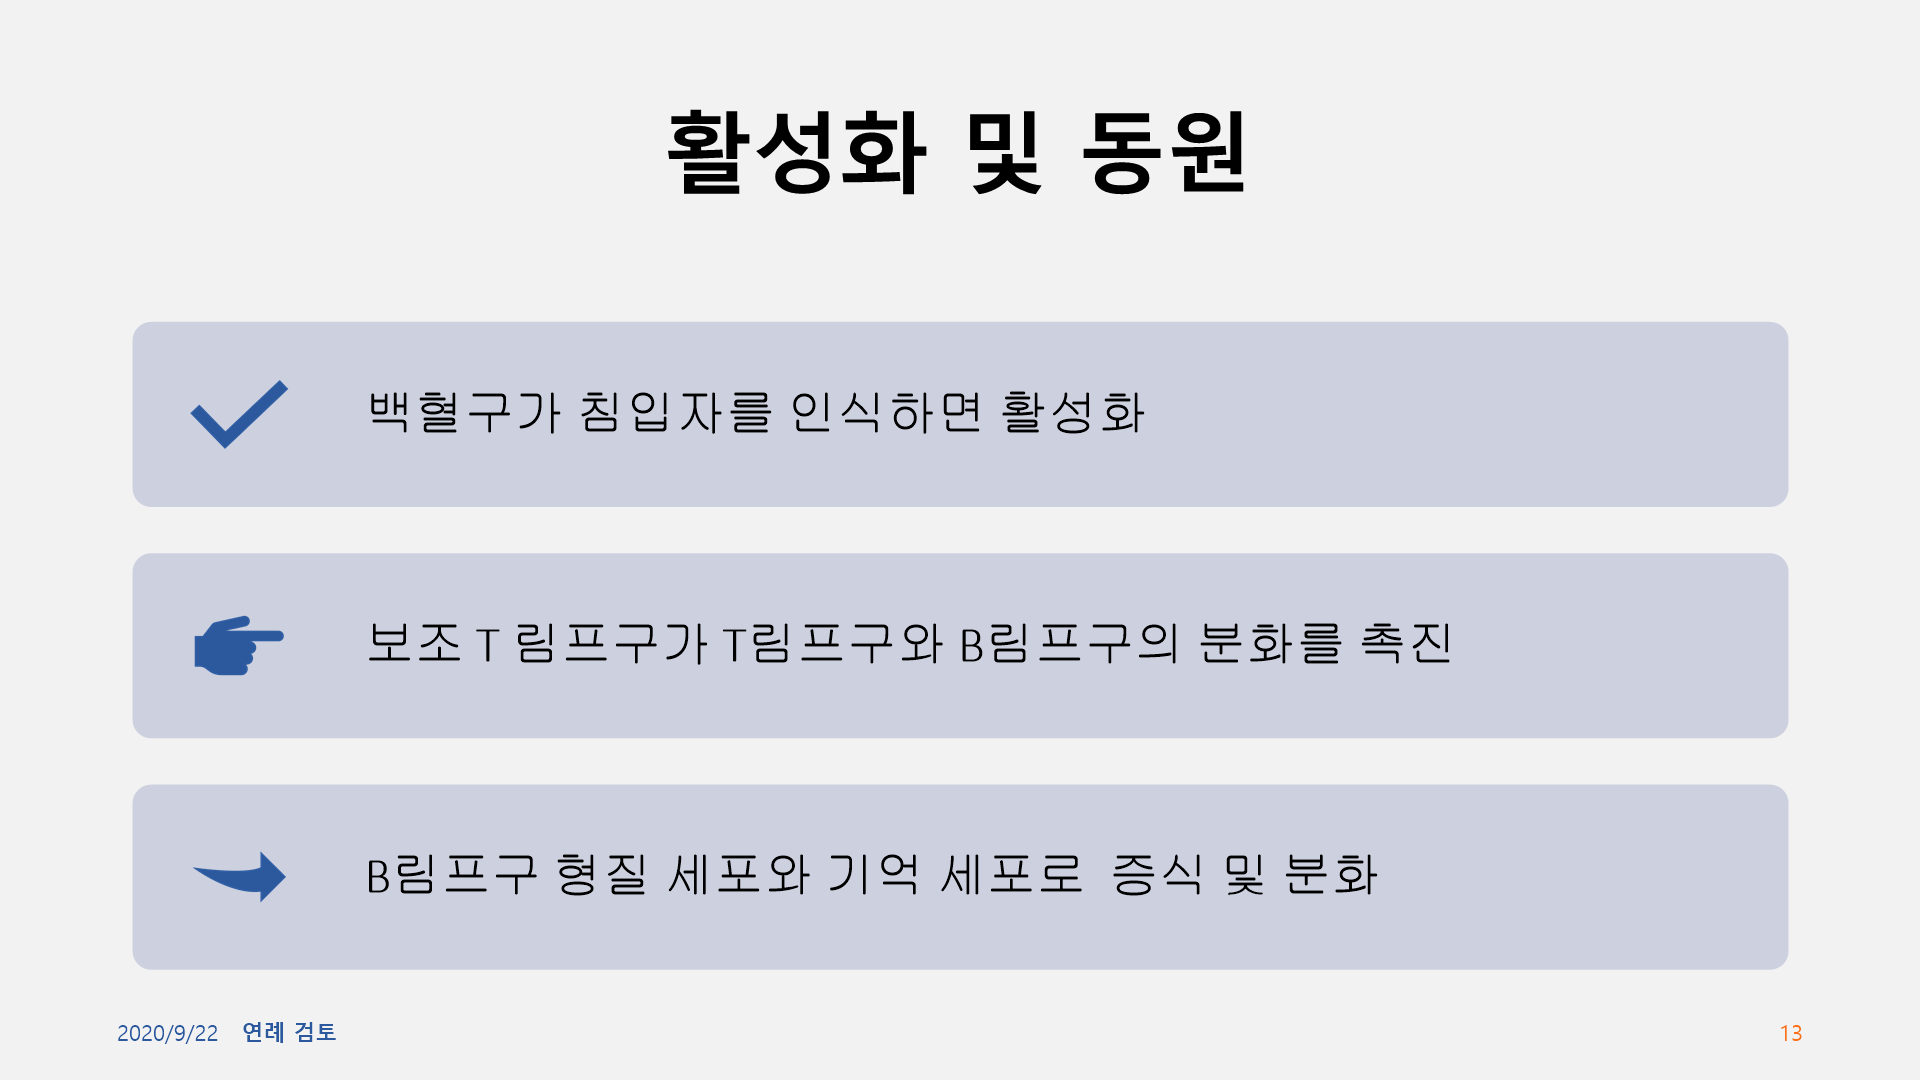 활성화 및 동원
백혈구가 침입자를 인식하면 활성화
보조 T 림프구가 T림프구와 B림프구의 분화를 촉진
B림프구 형질 세포와 기억 세포로  증식 및 분화
2020/9/22 연례 검토
13